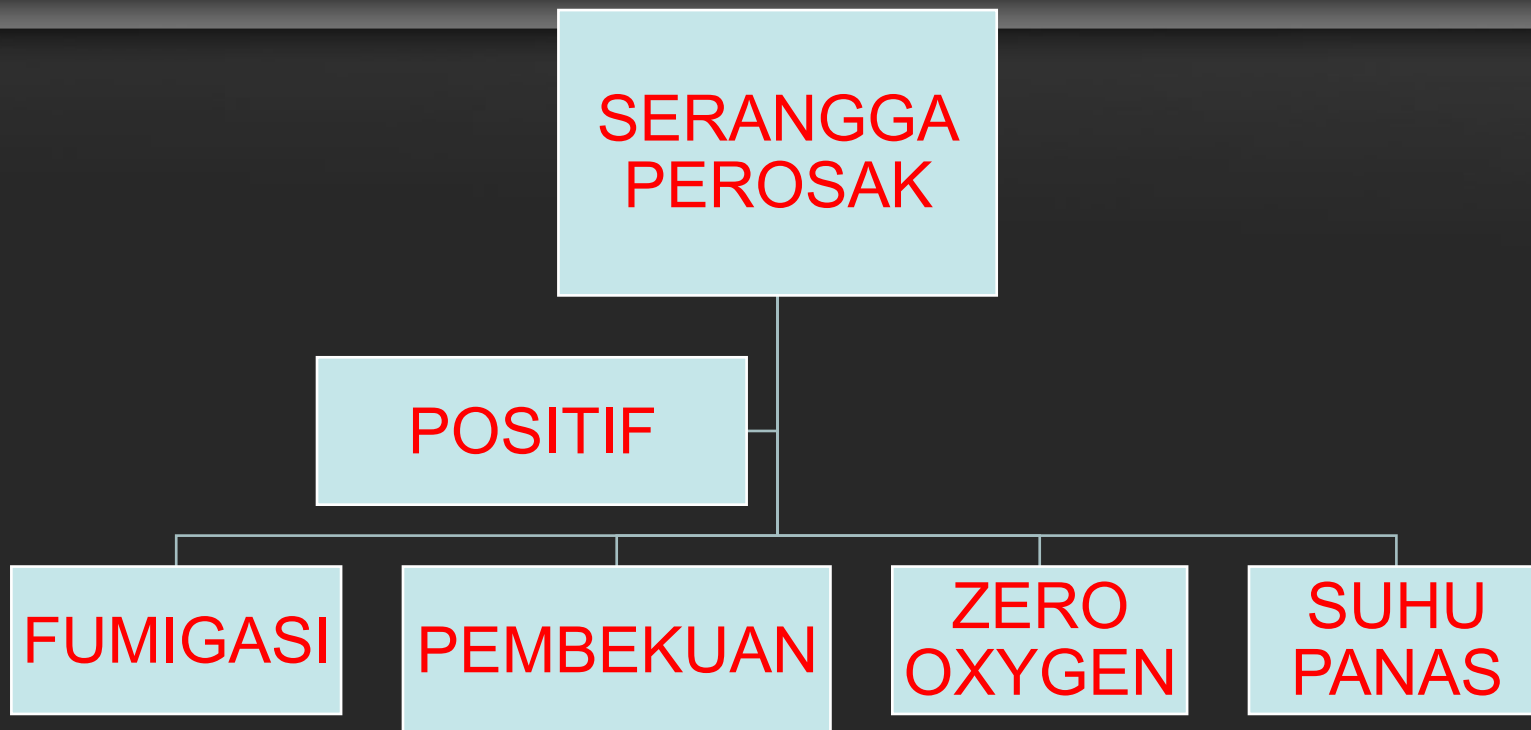 SERANGGA
PEROSAK
POSITIF
FUMIGASI
PEMBEKUAN
ZERO
OXYGEN
SUHU
PANAS